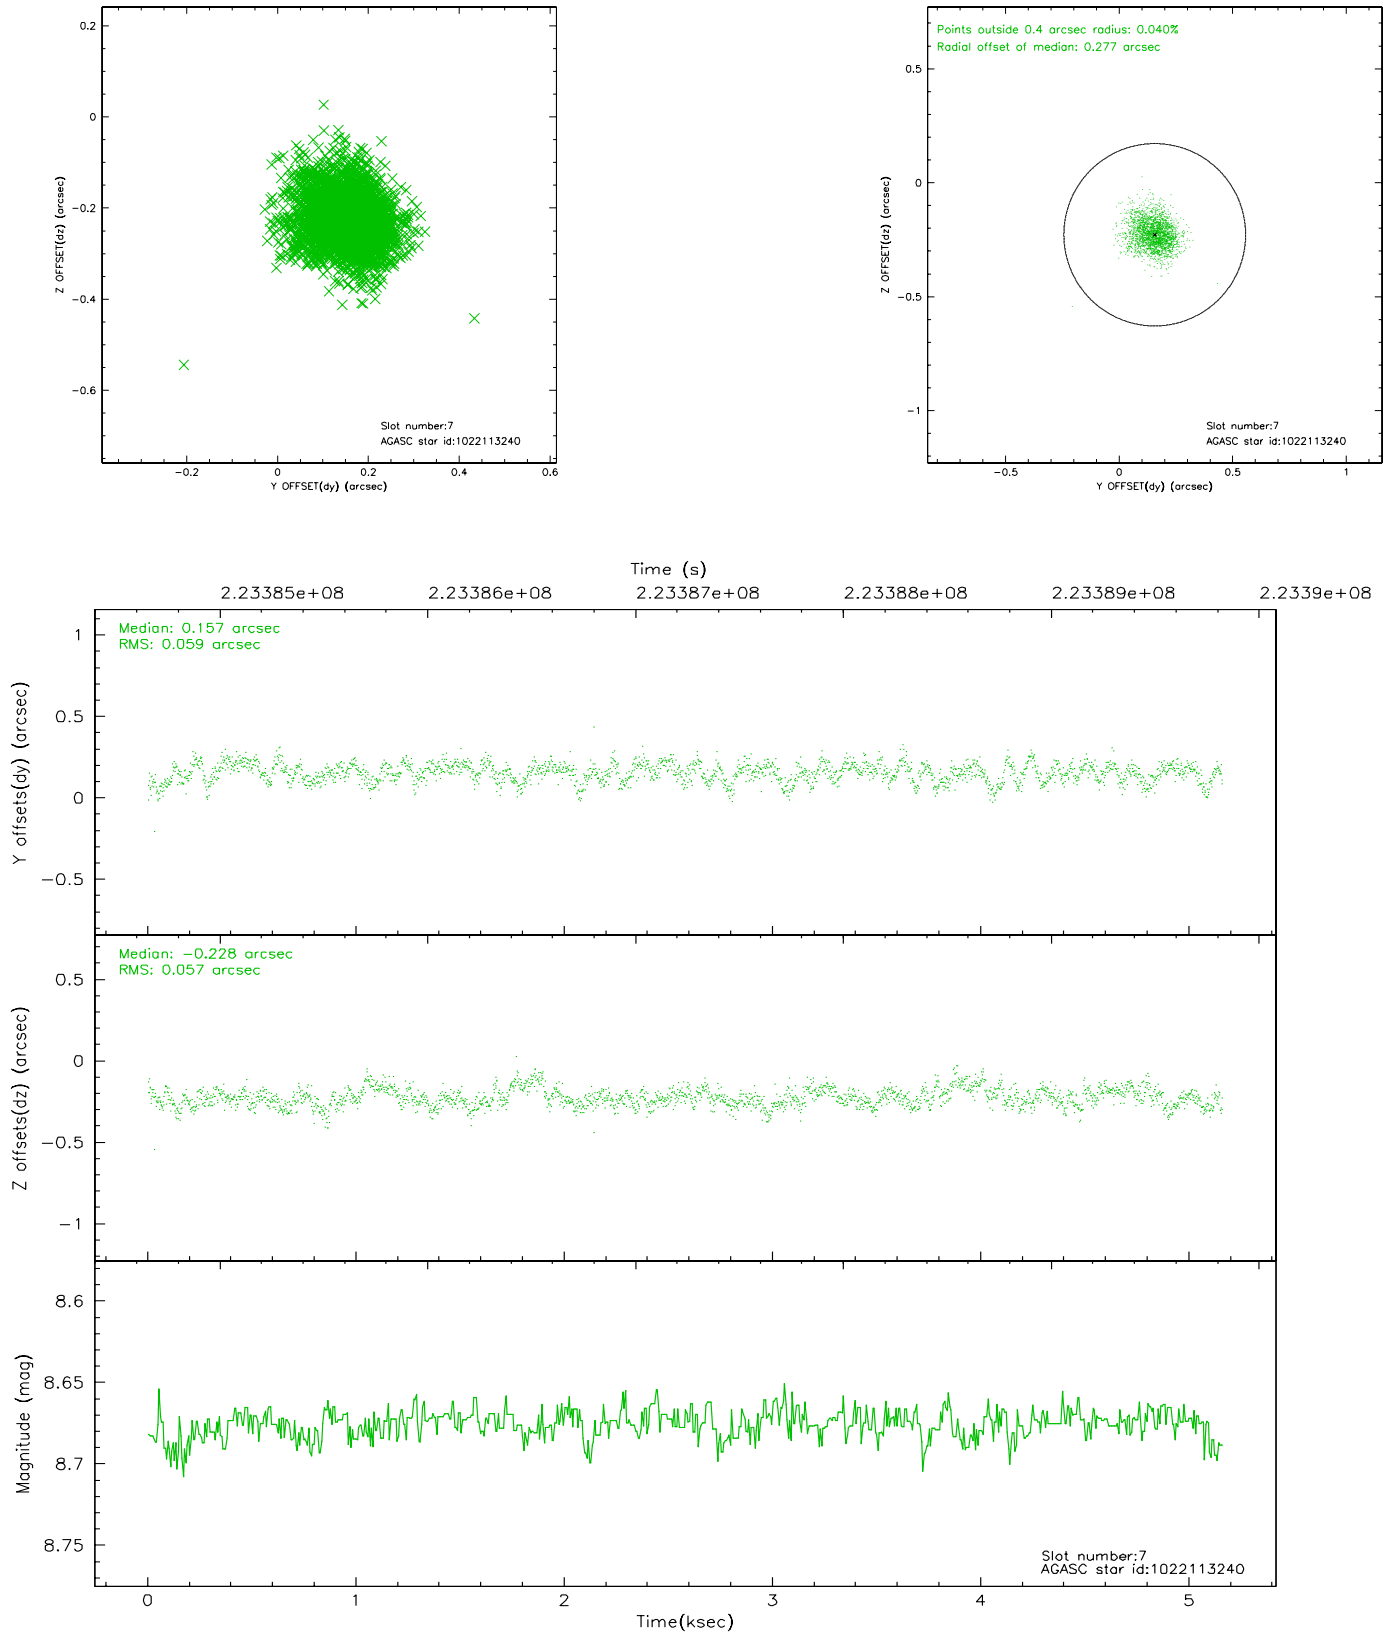 0.2
0
−0.2
−0.4
−0.6
Z OFFSET(dz) (arcsec)
−0.2 0 0.2 0.4 0.6
Y OFFSET(dy) (arcsec)
Slot number:7
AGASC star id:1022113240
Points outside 0.4 arcsec radius: 0.040%
Radial offset of median: 0.277 arcsec
0.5
0
−0.5
−1
Z OFFSET(dz) (arcsec)
−0.5 0 0.5 1
Y OFFSET(dy) (arcsec)
Slot number:7
AGASC star id:1022113240
Time (s)
2.23385e+08 2.23386e+08 2.23387e+08 2.23388e+08 2.23389e+08 2.2339e+08
Median: 0.157 arcsec
RMS: 0.059 arcsec
1
0.5
0
−0.5
Y offsets(dy) (arcsec)
Median: −0.228 arcsec
RMS: 0.057 arcsec
0.5
0
−0.5
−1
Z offsets(dz) (arcsec)
8.6
8.65
8.7
8.75
Magnitude (mag)
Slot number:7
AGASC star id:1022113240
0 1 2 3 4 5
Time(ksec)